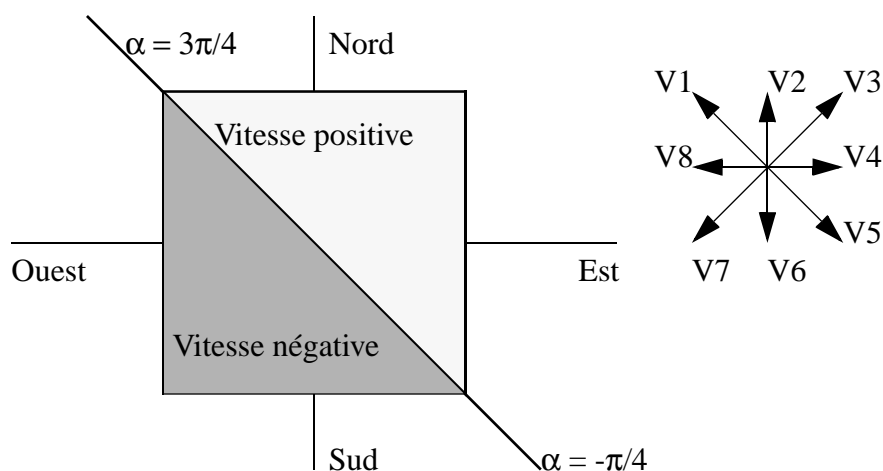 α = 3π/4
Nord
V1
V2
V3
Vitesse positive
V8
V4
V5
Ouest
Est
V7
V6
Vitesse négative
Sud
α = -π/4